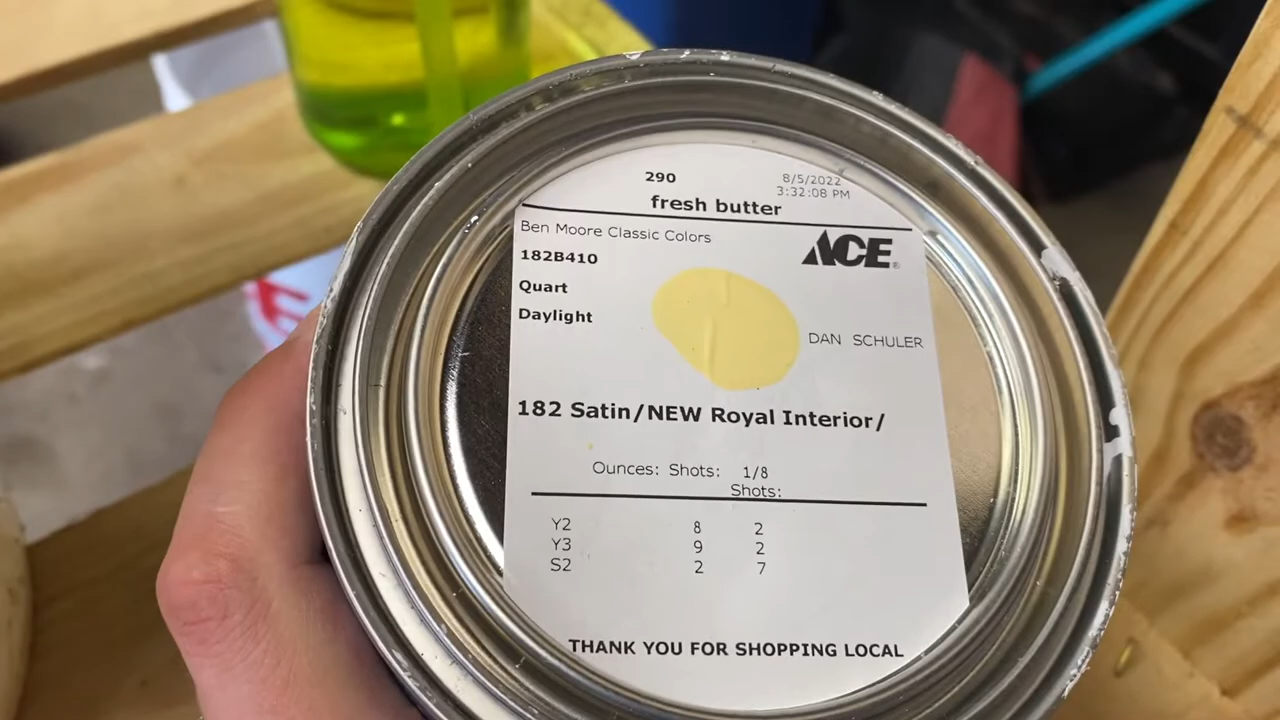 290
8/5/2022
3:32:08 PM
fresh butter
Ben Moore Classic Colors
ACE
182B410
Quart
Daylight
DAN SCHULER
182 Satin/NEW Royal Interior/
Ounces: Shots: 1/8
Shots:
Y2 8 2
Y3 9 2
S2 2 7
THANK YOU FOR SHOPPING LOCAL